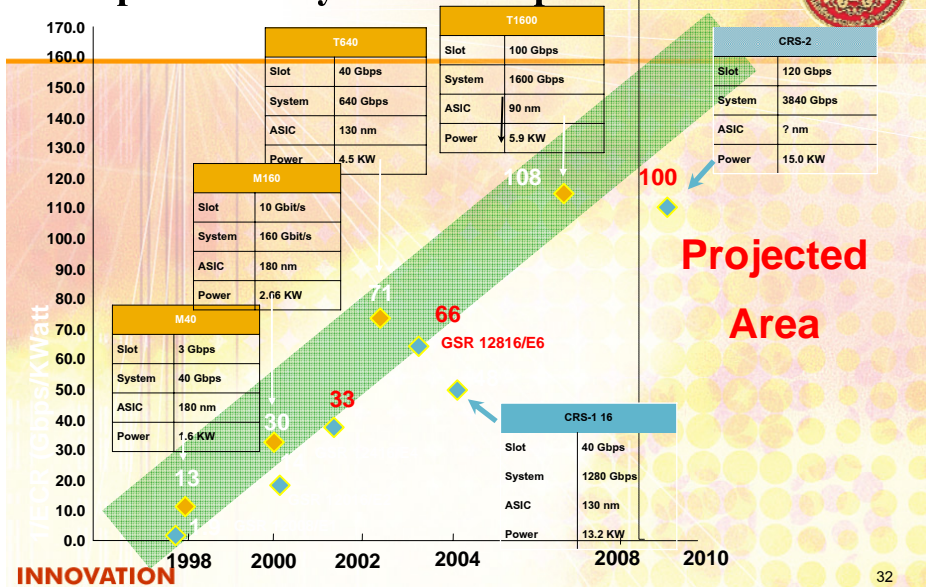 T1600
Slot 100 Gbps
System 1600 Gbps
ASIC 90 nm
Power 5.9 KW
T640
Slot 40 Gbps
System 640 Gbps
ASIC 130 nm
Power 4.5 KW
CRS-2
Slot 120 Gbps
System 3840 Gbps
ASIC ? nm
Power 15.0 KW
M160
Slot 10 Gbit/s
System 160 Gbit/s
ASIC 180 nm
Power 2.66 KW
M40
Slot 3 Gbps
System 40 Gbps
ASIC 180 nm
Power 1.6 KW
CRS-1 16
Slot 40 Gbps
System 1280 Gbps
ASIC 130 nm
Power 13.2 KW
170.0
160.0
150.0
140.0
130.0
120.0
110.0
100.0
90.0
80.0
70.0
60.0
50.0
40.0
30.0
20.0
10.0
0.0
108
100
71
66
GSR 12816/E6
33
30
13
1
Projected
Area
1998 2000 2002 2004 2008 2010
INNOVATION
32